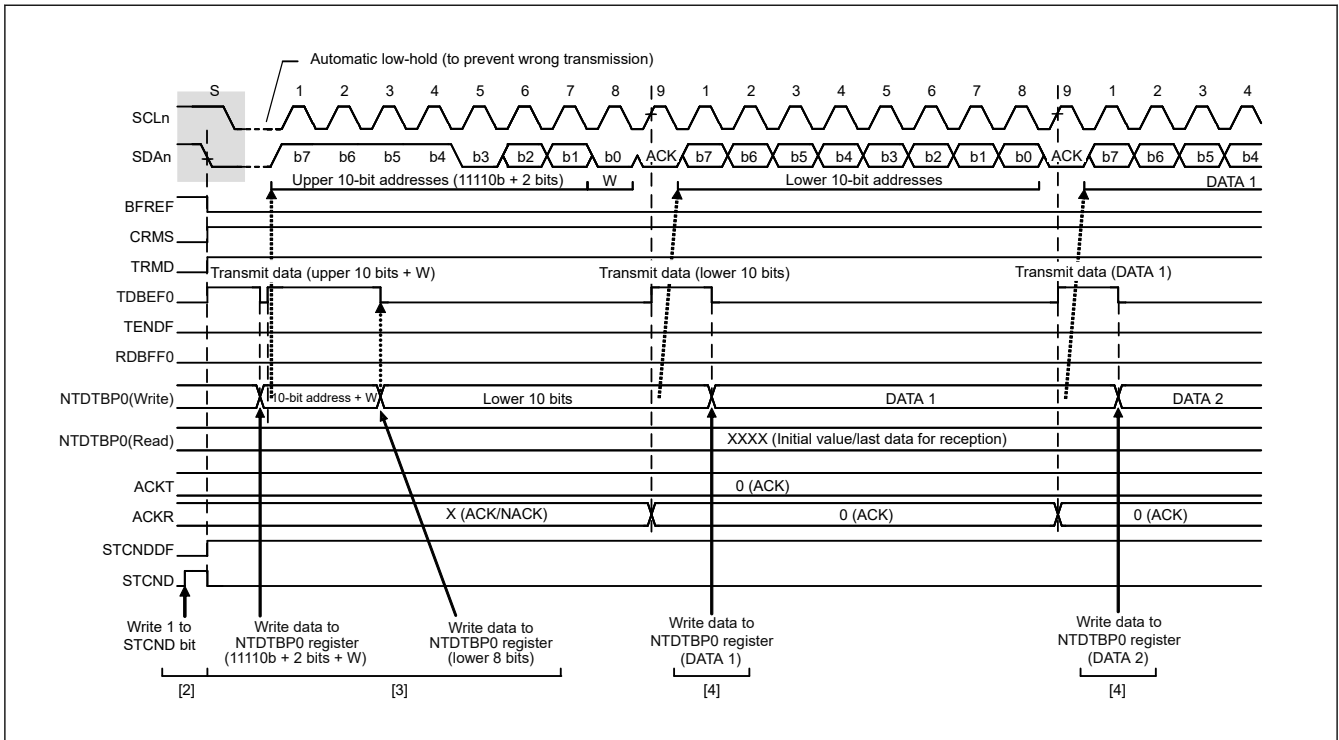 Automatic low-hold (to prevent wrong transmission)
S 1 2 3 4 5 6 7 8 9 1 2 3 4 5 6 7 8 9 1 2 3 4
SCLn
SDAn b7 b6 b5 b4 b3 b2 b1 b0 ACK b7 b6 b5 b4 b3 b2 b1 b0 ACK b7 b6 b5 b4
Upper 10-bit addresses (11110b + 2 bits) W Lower 10-bit addresses DATA 1
BFREF
CRMS
TRMD
Transmit data (upper 10 bits + W) Transmit data (lower 10 bits) Transmit data (DATA 1)
TDBEF0
TENDF
RDBFF0
NTDTBP0(Write) 10-bit address + W Lower 10 bits DATA 1 DATA 2
NTDTBP0(Read) XXXX (Initial value/last data for reception)
ACKT 0 (ACK)
ACKR X (ACK/NACK) 0 (ACK) 0 (ACK)
STCNDDF
STCND
Write 1 to
STCND bit
Write data to
NTDTBP0 register
(11110b + 2 bits + W)
Write data to
NTDTBP0 register
(lower 8 bits)
Write data to
NTDTBP0 register
(DATA 1)
Write data to
NTDTBP0 register
(DATA 2)
[2] [3] [4] [4]